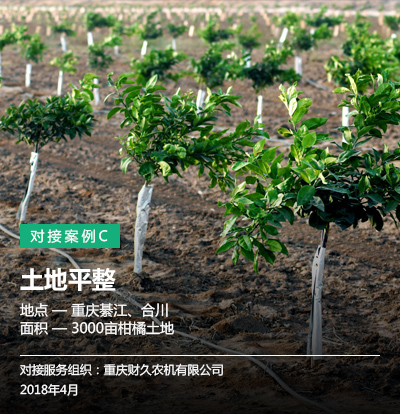 对接案例C
土地平整
地点 — 重庆綦江、合川
面积 — 3000亩柑橘土地
对接服务组织：重庆财久农机有限公司
2018年4月